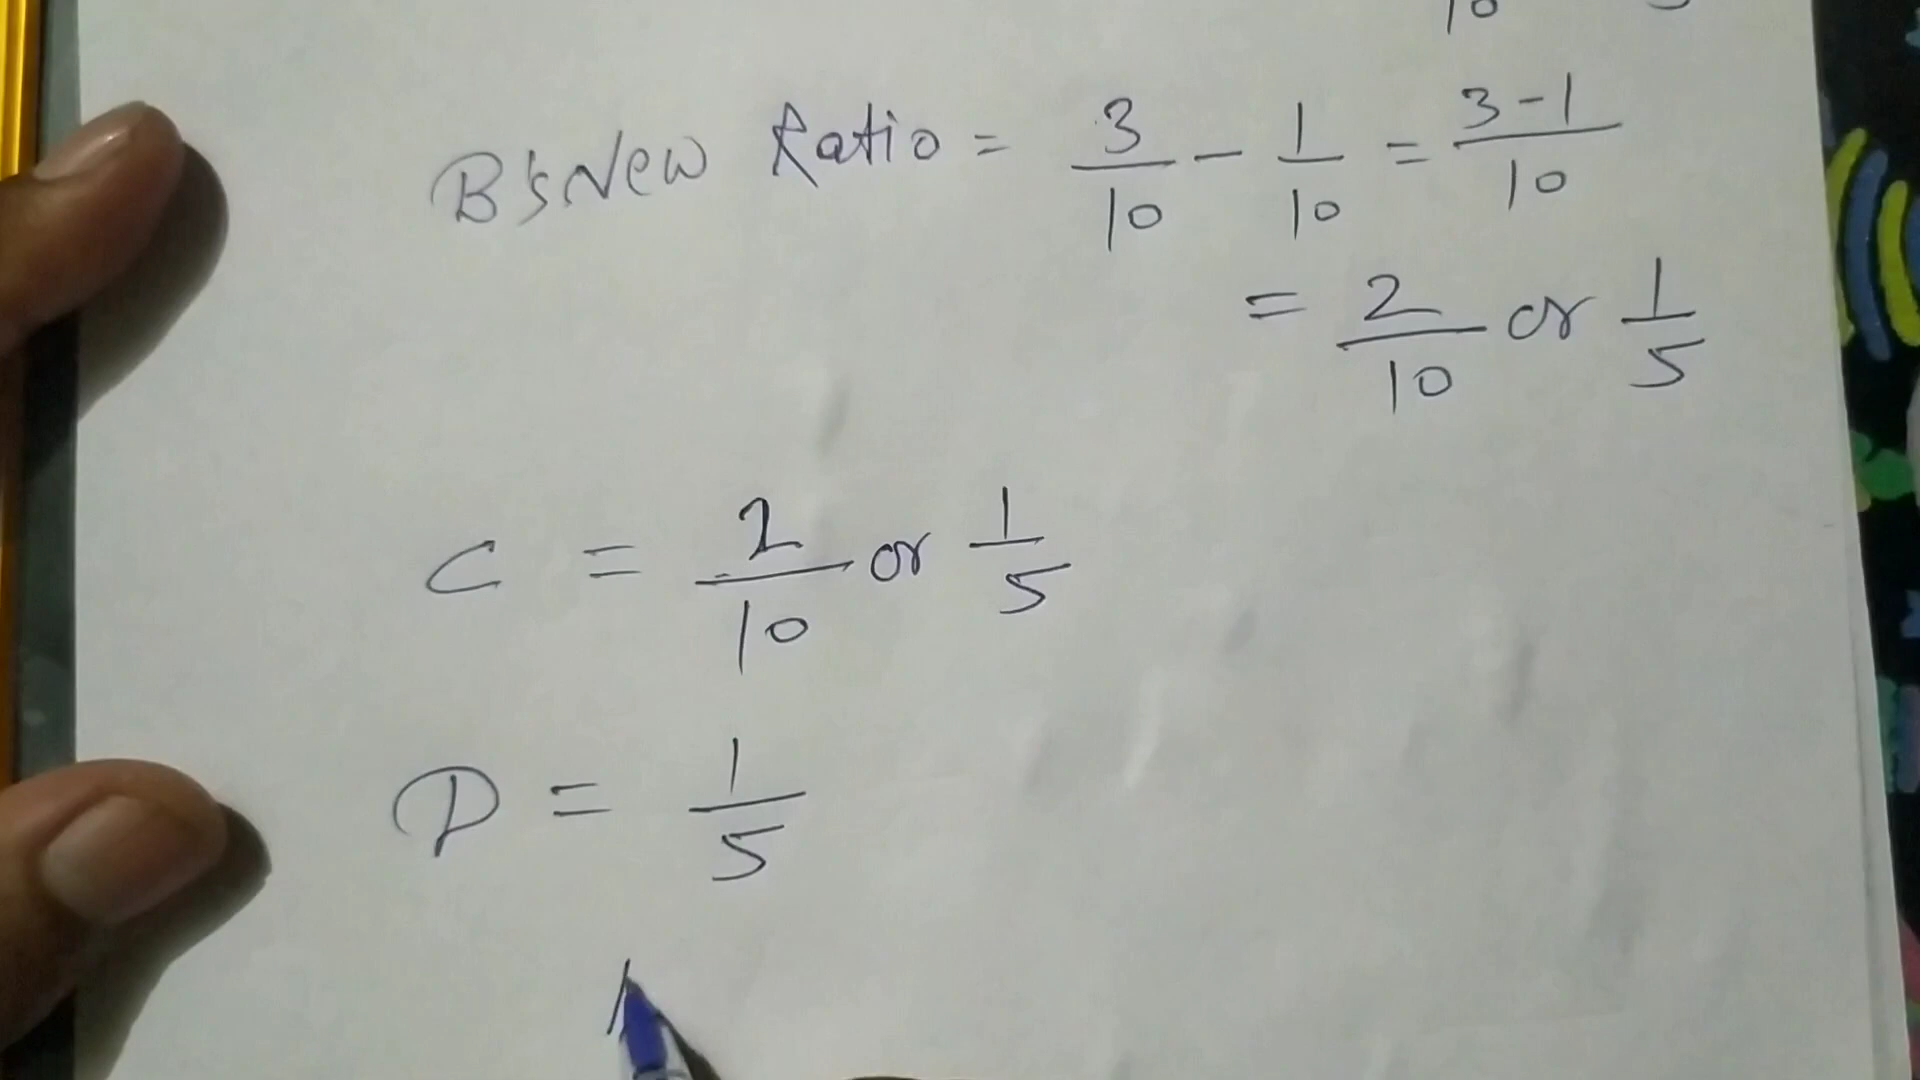 10
B's New Ratio = 3/10 - 1/10 = 3-1/10
= 2/10 or 1/5
C = 2/10 or 1/5
D = 1/5